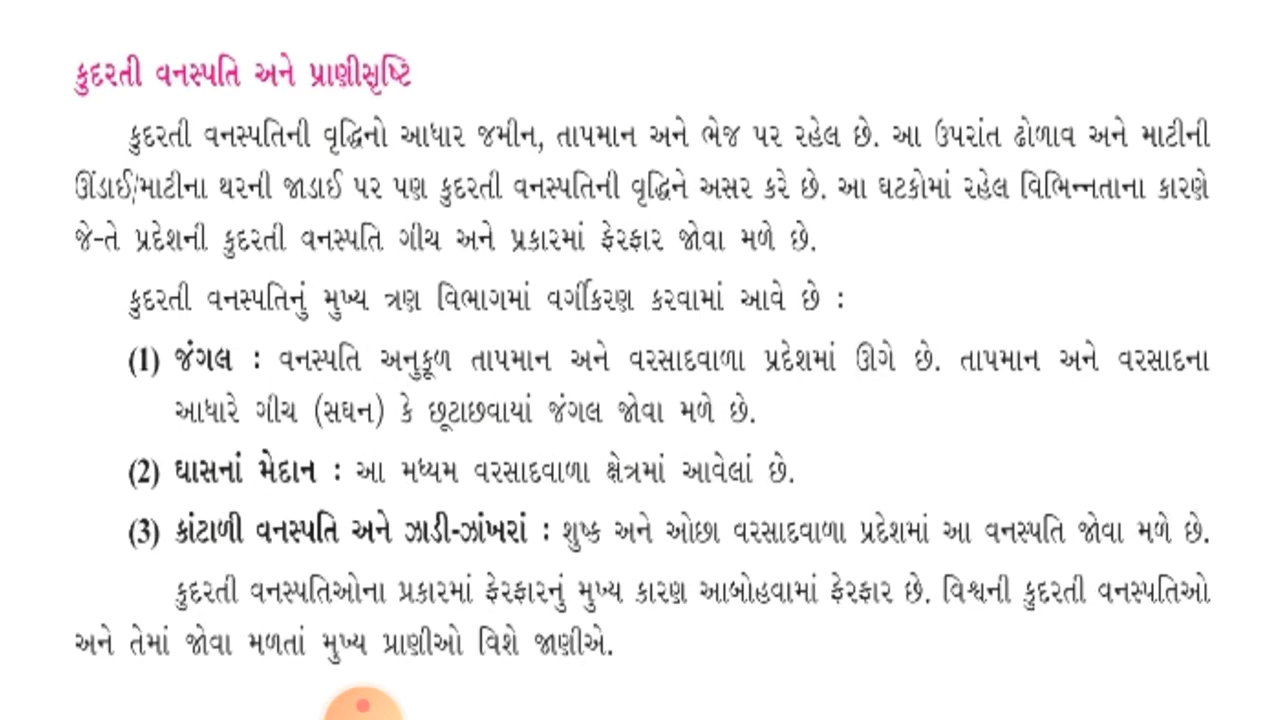 કુદરતી વનસ્પતિ અને પ્રાણીસૃષ્ટિ
કુદરતી વનસ્પતિની વૃદ્ધિનો આધાર જમીન, તાપમાન અને ભેજ પર રહેલ છે. આ ઉપરાંત ઢોળાવ અને માટીની
ઊંડાઈ/માટીના થરની જાડાઈ પર પણ કુદરતી વનસ્પતિની વૃદ્ધિને અસર કરે છે. આ ઘટકોમાં રહેલ વિભિન્નતાના કારણે
જે-તે પ્રદેશની કુદરતી વનસ્પતિ ગીચ અને પ્રકારમાં ફેરફાર જોવા મળે છે.
કુદરતી વનસ્પતિનું મુખ્ય ત્રણ વિભાગમાં વર્ગીકરણ કરવામાં આવે છે :
(1) જંગલ : વનસ્પતિ અનુકૂળ તાપમાન અને વરસાદવાળા પ્રદેશમાં ઊગે છે. તાપમાન અને વરસાદના
આધારે ગીચ (સઘન) કે છૂટાછવાયાં જંગલ જોવા મળે છે.
(2) ઘાસનાં મેદાન : આ મધ્યમ વરસાદવાળા ક્ષેત્રમાં આવેલાં છે.
(3) કાંટાળી વનસ્પતિ અને ઝાડી-ઝાંખરાં : શુષ્ક અને ઓછા વરસાદવાળા પ્રદેશમાં આ વનસ્પતિ જોવા મળે છે.
કુદરતી વનસ્પતિઓના પ્રકારમાં ફેરફારનું મુખ્ય કારણ આબોહવામાં ફેરફાર છે. વિશ્વની કુદરતી વનસ્પતિઓ
અને તેમાં જોવા મળતાં મુખ્ય પ્રાણીઓ વિશે જાણીએ.